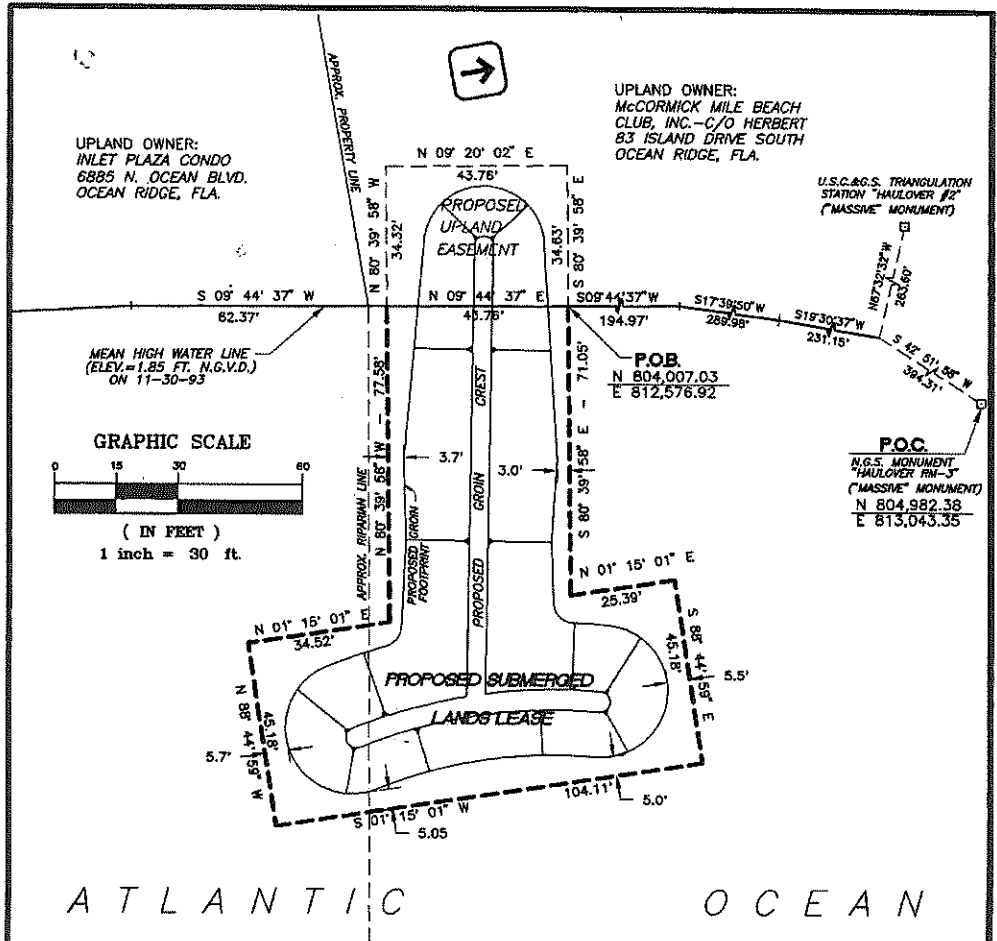 UPLAND OWNER:
INLET PLAZA CONDO
6885 N. OCEAN BLVD.
OCEAN RIDGE, FLA.
APPROX. PROPERTY LINE
UPLAND OWNER:
McCORMICK MILE BEACH
CLUB, INC.-C/O HERBERT
83 ISLAND DRIVE SOUTH
OCEAN RIDGE, FLA.
U.S.C.&G.S. TRIANGULATION
STATION "HAULOVER #2"
("MASSIVE" MONUMENT)
N 09° 20' 02" E
43.76'
N 80° 39' 58" W
34.32'
PROPOSED
UPLAND
EASEMENT
34.63'
S 80° 39' 58" E
N67°32'32"W
263.60'
S 09° 44' 37" W
62.37'
N 09° 44' 37" E
43.76'
S09°44'37"W
194.97'
S17°39'50"W
289.98'
S19°30'37"W
231.15'
S 42° 51' 58" W
394.31'
MEAN HIGH WATER LINE
(ELEV.=1.85 FT. N.G.V.D.)
ON 11-30-93
P.O.B.
N 804,007.03
E 812,576.92
P.O.C.
N.G.S. MONUMENT
"HAULOVER RM-3"
("MASSIVE" MONUMENT)
N 804,982.38
E 813,043.35
GRAPHIC SCALE
0 15 30 60
( IN FEET )
1 inch = 30 ft.
APPROX. RIPARIAN LINE
N 80° 39' 58" W - 77.58'
PROPOSED GROIN
FOOTPRINT
3.7'
3.0'
PROPOSED GROIN CREST
S 80° 39' 58" E - 71.05'
N 01° 15' 01" E
34.52'
N 01° 15' 01" E
25.39'
N 88° 44' 59" W
45.18'
S 88° 44' 59" E
45.18'
PROPOSED SUBMERGED
LANDS LEASE
5.7'
5.5'
S 01° 15' 01" W
104.11'
5.05
5.0'
ATLANTIC OCEAN